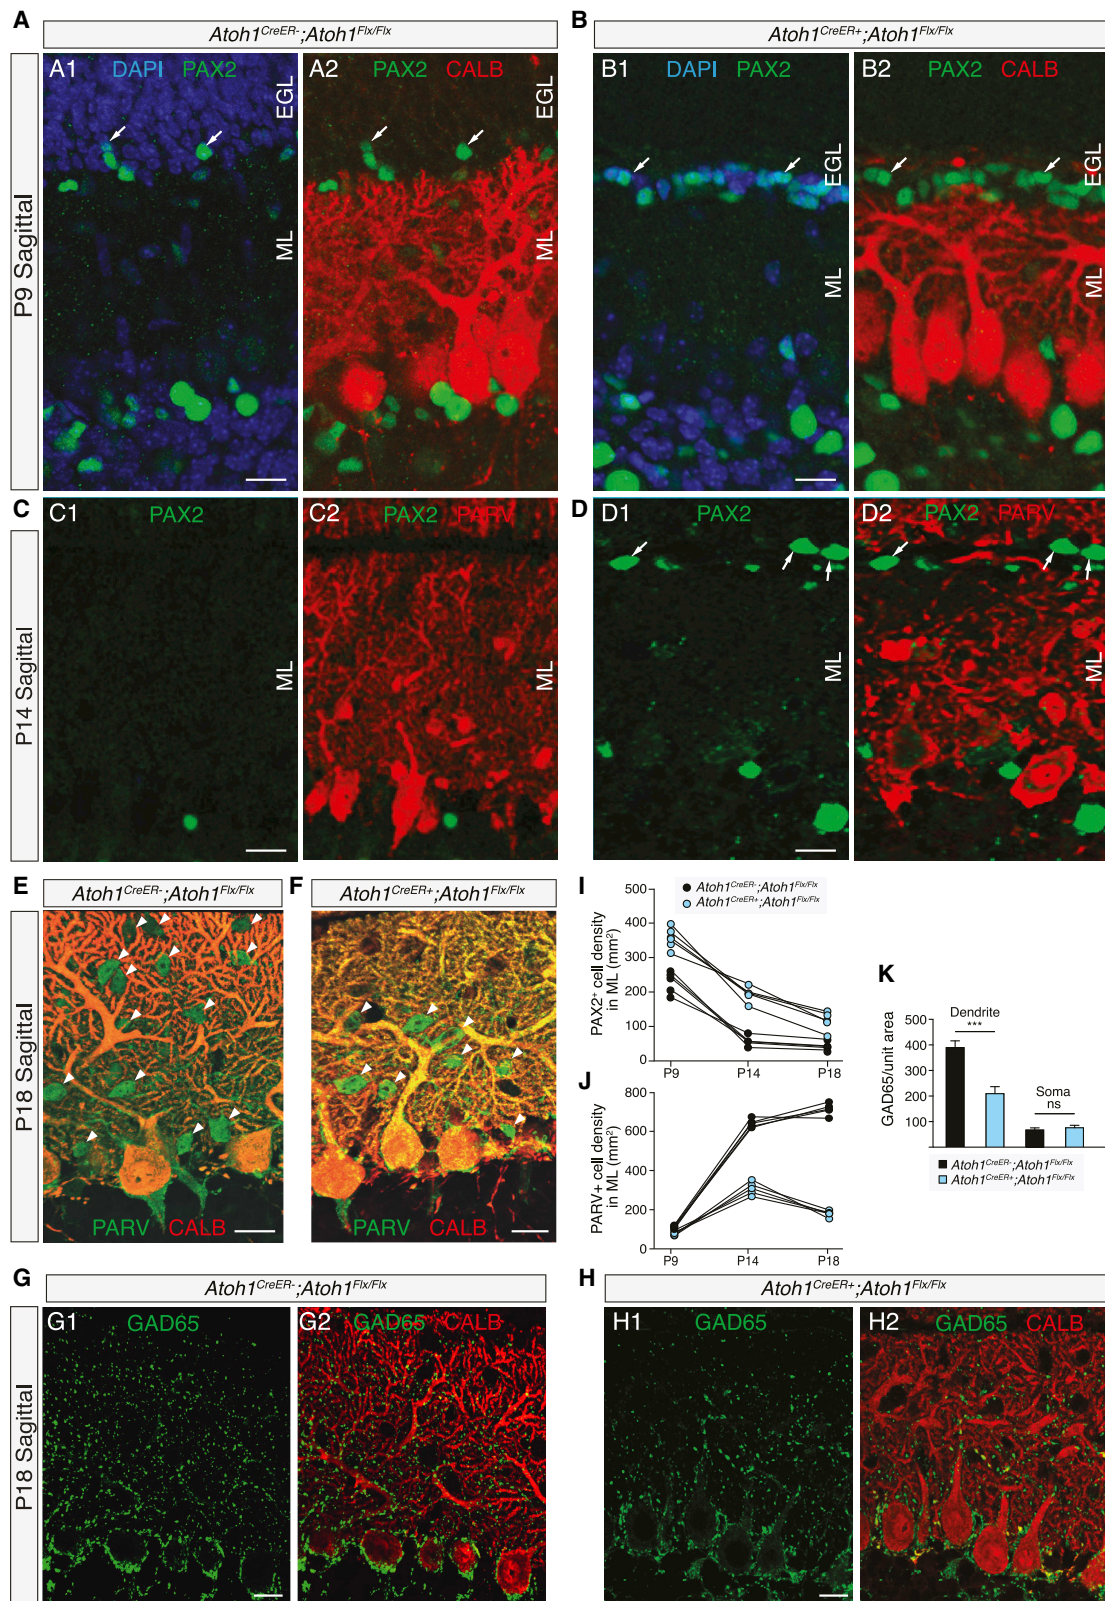 A
Atoh1CreER-;Atoh1Flx/Flx
B
Atoh1CreER+;Atoh1Flx/Flx
P9 Sagittal
A1 DAPI PAX2
EGL
ML
A2 PAX2 CALB
B1 DAPI PAX2
EGL
ML
B2 PAX2 CALB
C
P14 Sagittal
C1 PAX2
ML
C2 PAX2 PARV
ML
D
D1 PAX2
ML
D2 PAX2 PARV
E
Atoh1CreER-;Atoh1Flx/Flx
F
Atoh1CreER+;Atoh1Flx/Flx
P18 Sagittal
PARV CALB
PARV CALB
I
Atoh1CreER-;Atoh1Flx/Flx
Atoh1CreER+;Atoh1Flx/Flx
PAX2+ cell density
in ML (mm2)
500
400
300
200
100
0
P9 P14 P18
J
PARV+ cell density
in ML (mm2)
800
600
400
200
0
P9 P14 P18
K
GAD65/unit area
500
400
300
200
100
Dendrite
***
Soma
ns
Atoh1CreER-;Atoh1Flx/Flx
Atoh1CreER+;Atoh1Flx/Flx
G
Atoh1CreER-;Atoh1Flx/Flx
H
Atoh1CreER+;Atoh1Flx/Flx
P18 Sagittal
G1 GAD65
G2 GAD65 CALB
H1 GAD65
H2 GAD65 CALB